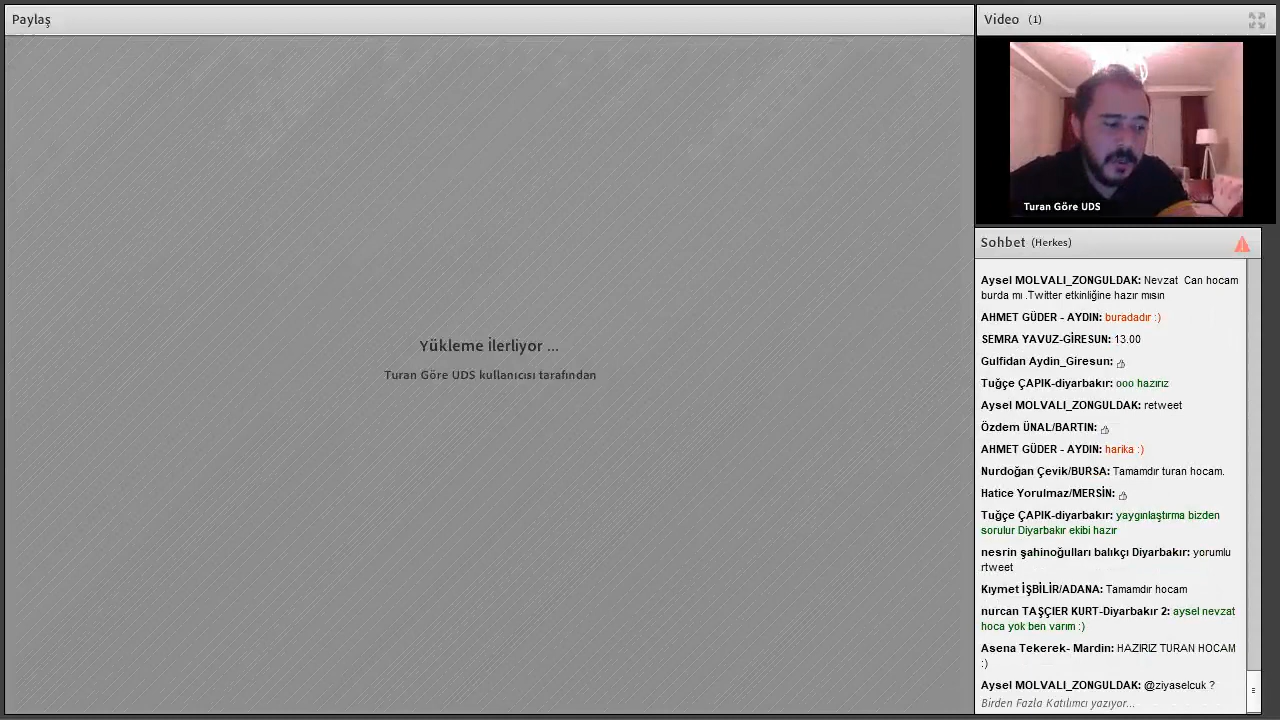 Paylaş
Yükleme İlerliyor ...
Turan Göre UDS kullanıcısı tarafından
Video (1)
Turan Göre UDS
Sohbet (Herkes)
Aysel MOLVALI_ZONGULDAK: Nevzat Can hocam
burda mı .Twitter etkinliğine hazır mısın
AHMET GÜDER - AYDIN: buradadır :)
SEMRA YAVUZ-GİRESUN: 13.00
Gulfidan Aydin_Giresun:
Tuğçe ÇAPIK-diyarbakır: ooo hazırız
Aysel MOLVALI_ZONGULDAK: retweet
Özdem ÜNAL/BARTIN:
AHMET GÜDER - AYDIN: harika :)
Nurdoğan Çevik/BURSA: Tamamdır turan hocam.
Hatice Yorulmaz/MERSİN:
Tuğçe ÇAPIK-diyarbakır: yaygınlaştırma bizden
sorulur Diyarbakır ekibi hazır
nesrin şahinoğulları balıkçı Diyarbakır: yorumlu
rtweet
Kıymet İŞBİLİR/ADANA: Tamamdır hocam
nurcan TAŞÇIER KURT-Diyarbakır 2: aysel nevzat
hoca yok ben varım :)
Asena Tekerek- Mardin: HAZIRIZ TURAN HOCAM
:)
Aysel MOLVALI_ZONGULDAK: @ziyaselcuk ?
Birden Fazla Katılımcı yazıyor...